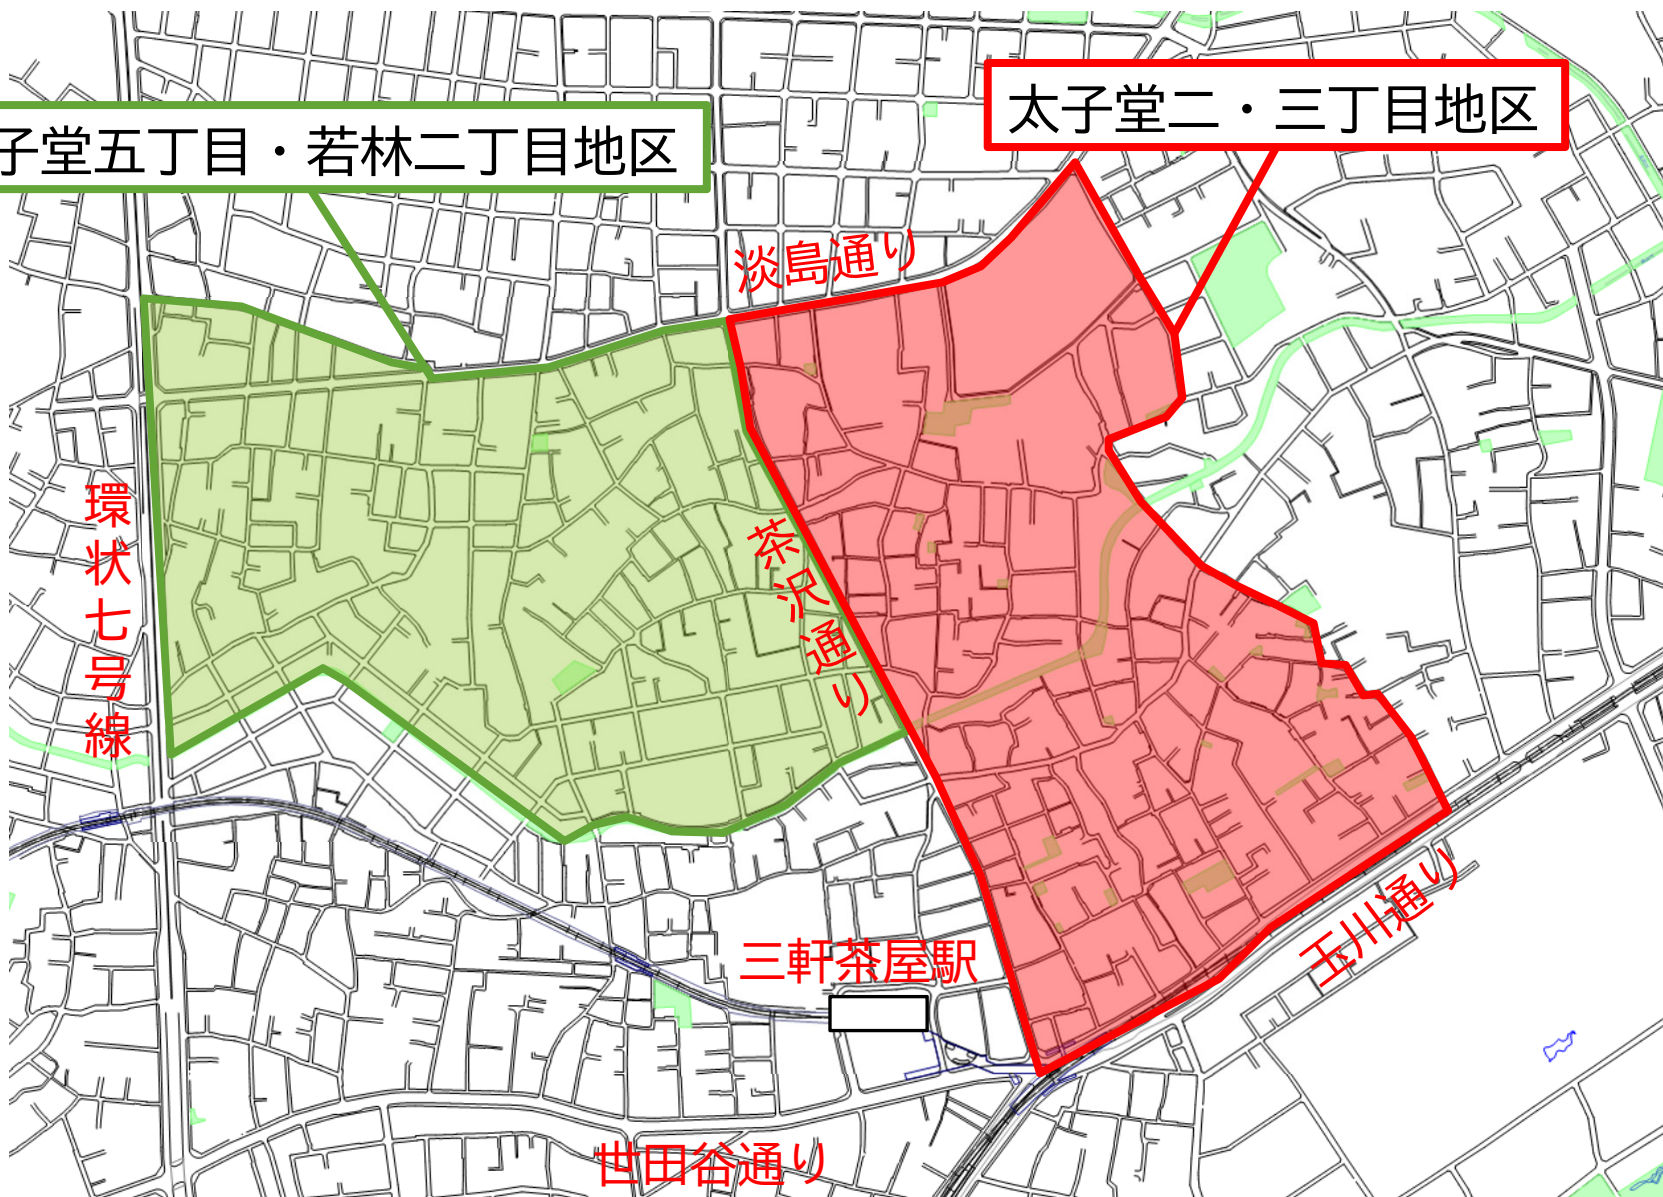 太子堂二・三丁目地区
子堂五丁目・若林二丁目地区
淡島通り
環状七号線
茶沢通り
三軒茶屋駅
玉川通り
世田谷通り